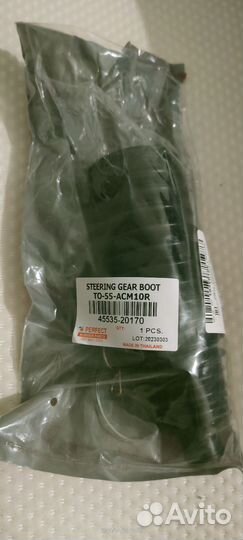 STEERING GEAR BOOT
TO-55-ACM10R
45535-20170
PERFECT
QTY.
1 PCS.
LOT: 20230303
MADE IN THAILAND
Avito